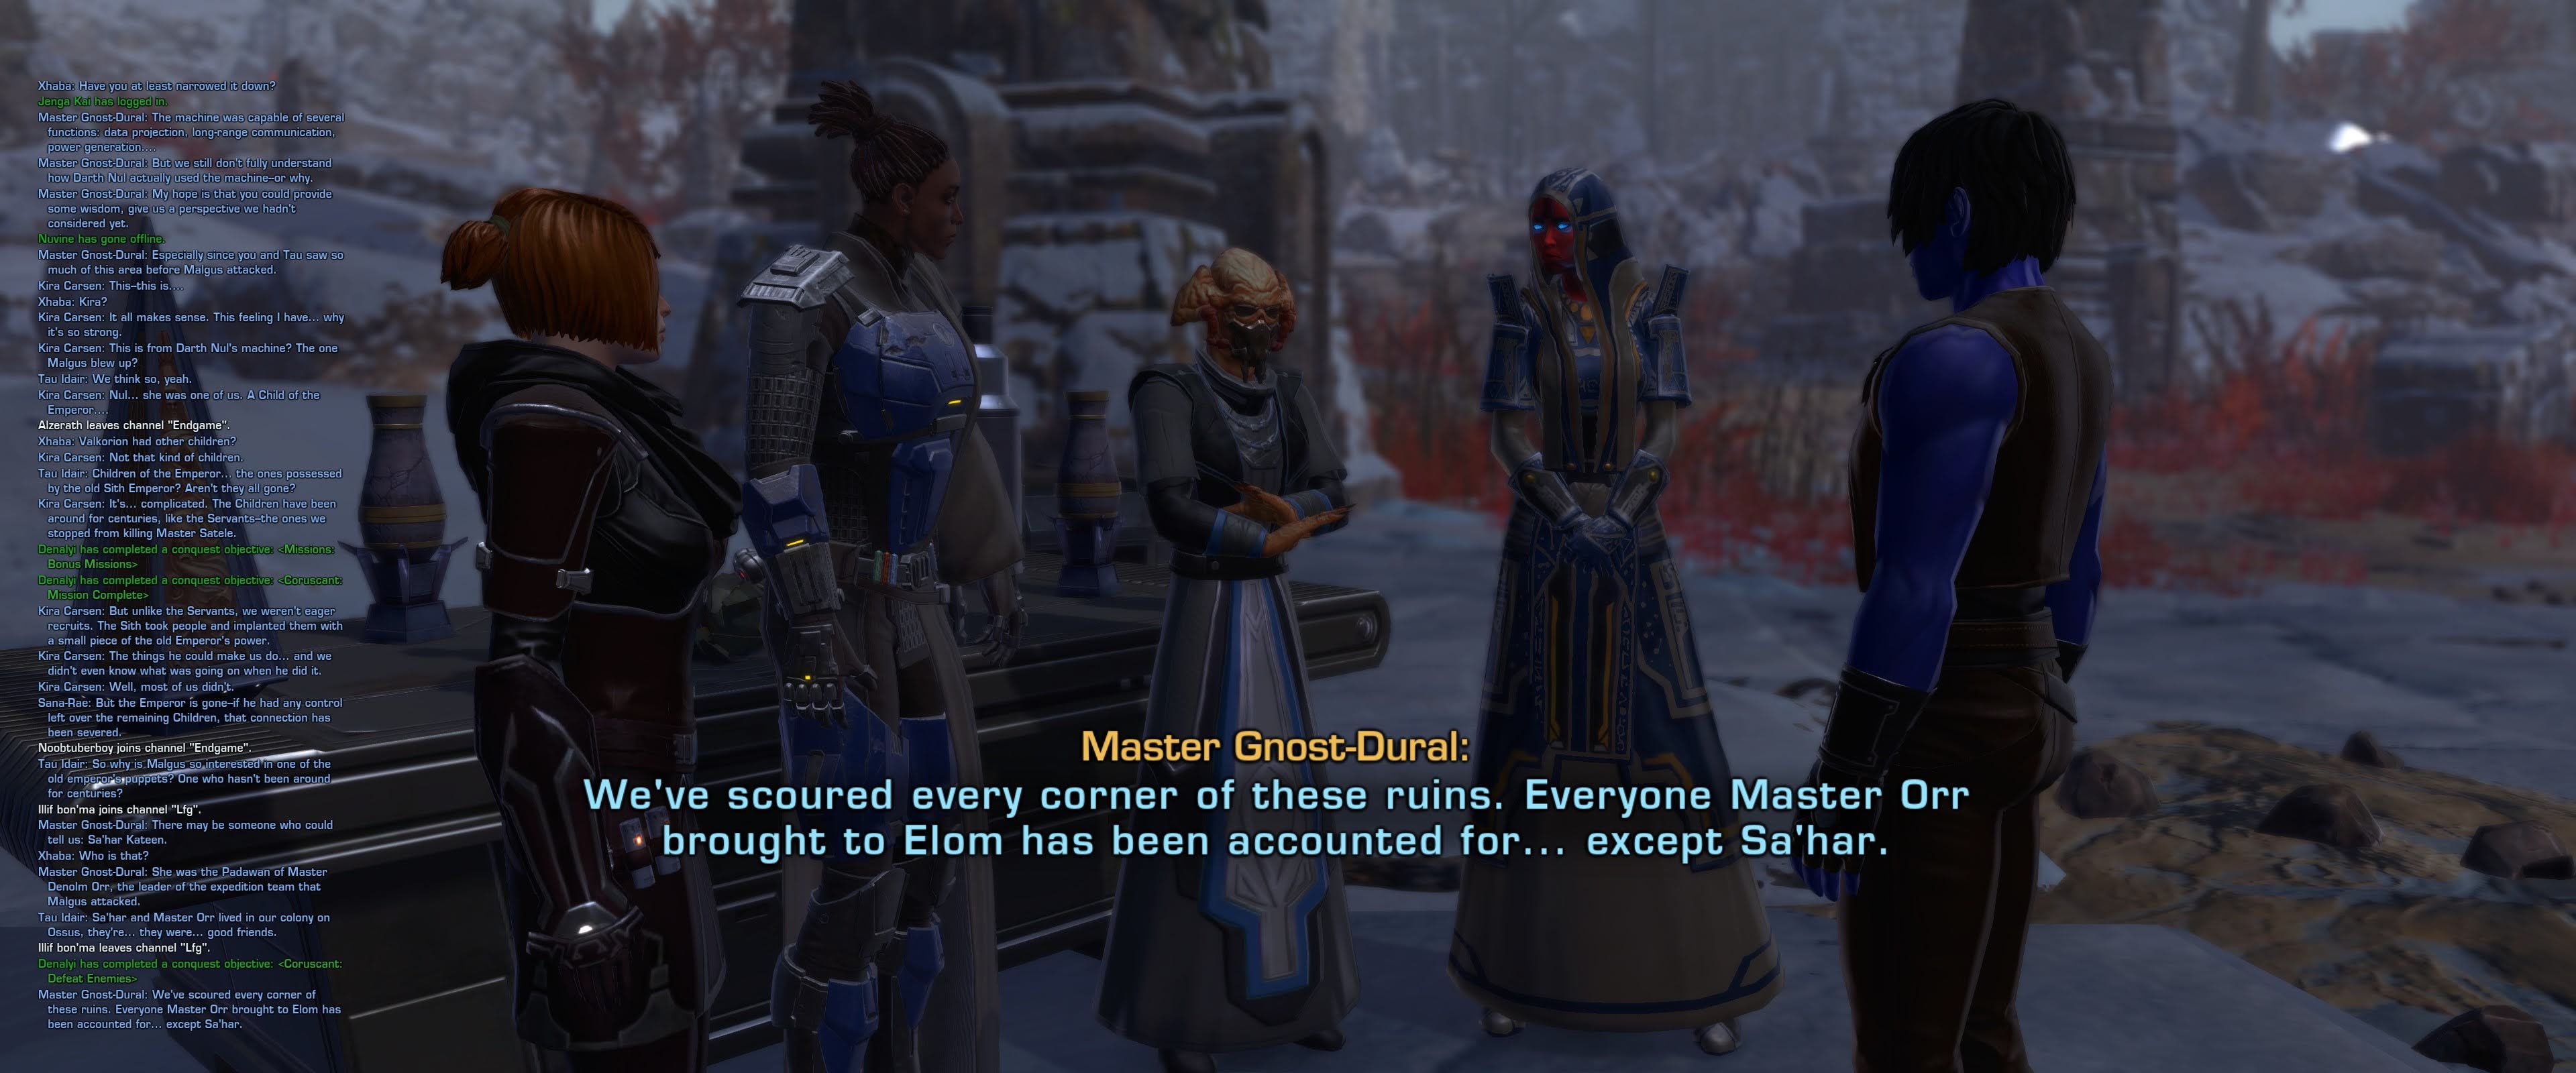 Xhaba: Have you at least narrowed it down?
Jenga Kai has logged in.
Master Gnost-Dural: The machine was capable of several
functions: data projection, long-range communication,
power generation....
Master Gnost-Dural: But we still don't fully understand
how Darth Nul actually used the machine–or why.
Master Gnost-Dural: My hope is that you could provide
some wisdom, give us a perspective we hadn't
considered yet.
Nuvine has gone offline.
Master Gnost-Dural: Especially since you and Tau saw so
much of this area before Malgus attacked.
Kira Carsen: This–this is....
Xhaba: Kira?
Kira Carsen: It all makes sense. This feeling I have... why
it's so strong.
Kira Carsen: This is from Darth Nul's machine? The one
Malgus blew up?
Tau Idair: We think so, yeah.
Kira Carsen: Nul... she was one of us. A Child of the
Emperor....
Alzerath leaves channel "Endgame".
Xhaba: Valkorion had other children?
Kira Carsen: Not that kind of children.
Tau Idair: Children of the Emperor... the ones possessed
by the old Sith Emperor? Aren't they all gone?
Kira Carsen: It's... complicated. The Children have been
around for centuries, like the Servants–the ones we
stopped from killing Master Satele.
Denalyi has completed a conquest objective: <Missions:
Bonus Missions>
Denalyi has completed a conquest objective: <Coruscant:
Mission Complete>
Kira Carsen: But unlike the Servants, we weren't eager
recruits. The Sith took people and implanted them with
a small piece of the old Emperor's power.
Kira Carsen: The things he could make us do... and we
didn't even know what was going on when he did it.
Kira Carsen: Well, most of us didn't.
Sana-Rae: But the Emperor is gone–if he had any control
left over the remaining Children, that connection has
been severed.
Noobtuberboy joins channel "Endgame".
Tau Idair: So why is Malgus so interested in one of the
old emperor's puppets? One who hasn't been around
for centuries?
Illif bon'ma joins channel "Lfg".
Master Gnost-Dural: There may be someone who could
tell us: Sa'har Kateen.
Xhaba: Who is that?
Master Gnost-Dural: She was the Padawan of Master
Denolm Orr, the leader of the expedition team that
Malgus attacked.
Tau Idair: Sa'har and Master Orr lived in our colony on
Ossus, they're... they were... good friends.
Illif bon'ma leaves channel "Lfg".
Denalyi has completed a conquest objective: <Coruscant:
Defeat Enemies>
Master Gnost-Dural: We've scoured every corner of
these ruins. Everyone Master Orr brought to Elom has
been accounted for... except Sa'har.
Master Gnost-Dural:
We've scoured every corner of these ruins. Everyone Master Orr
brought to Elom has been accounted for... except Sa'har.